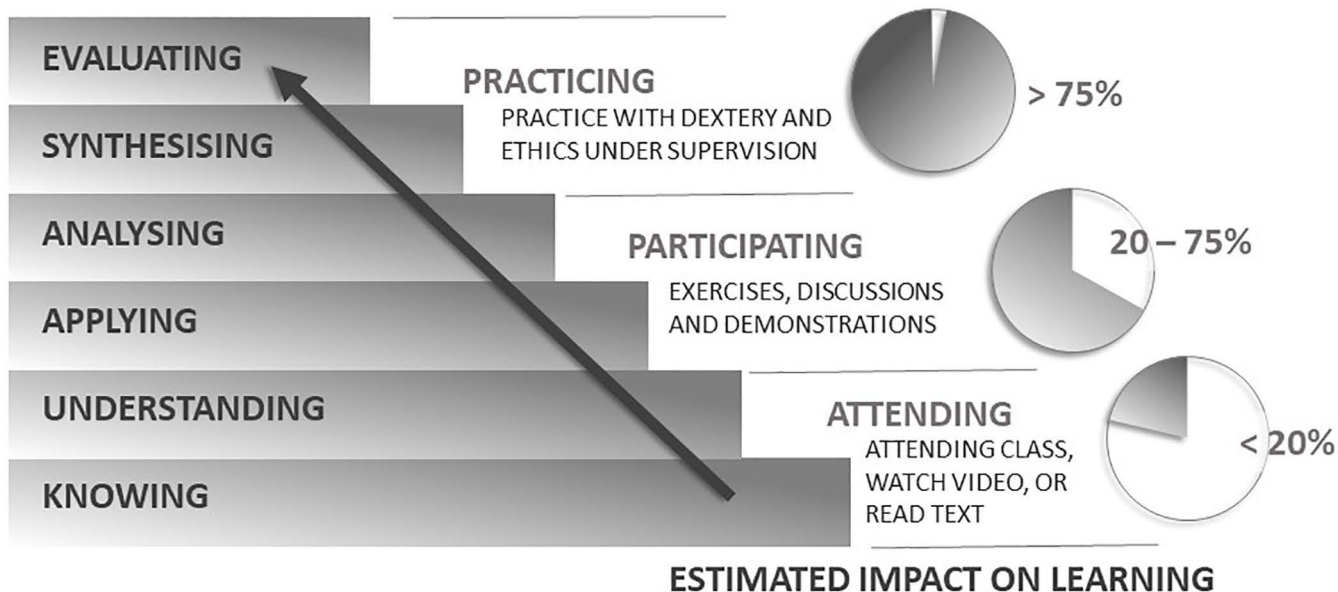 EVALUATING
SYNTHESISING
ANALYSING
APPLYING
UNDERSTANDING
KNOWING
PRACTICING
PRACTICE WITH DEXTERY AND
ETHICS UNDER SUPERVISION
> 75%
PARTICIPATING
EXERCISES, DISCUSSIONS
AND DEMONSTRATIONS
20 – 75%
ATTENDING
ATTENDING CLASS,
WATCH VIDEO, OR
READ TEXT
< 20%
ESTIMATED IMPACT ON LEARNING